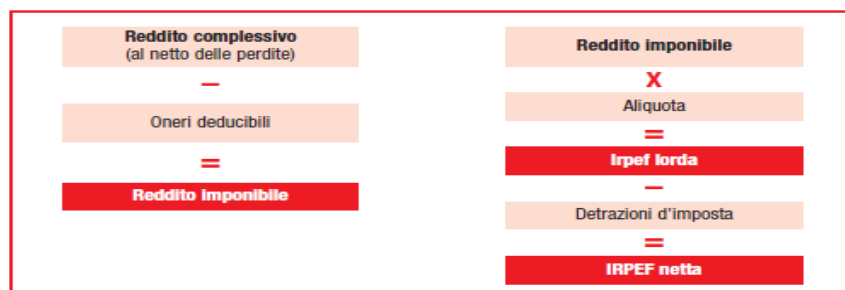 Reddito complessivo
(al netto delle perdite)
–
Oneri deducibili
=
Reddito imponibile
Reddito imponibile
X
Aliquota
=
Irpef lorda
–
Detrazioni d'imposta
=
IRPEF netta